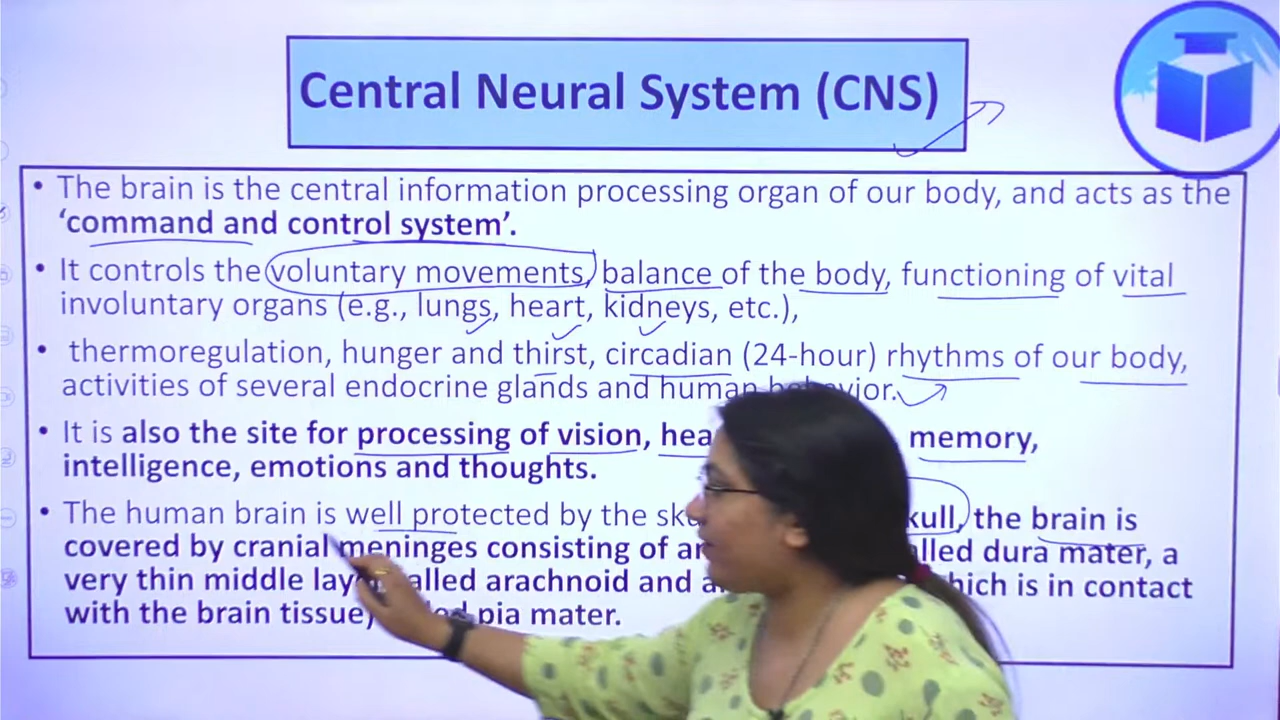 Central Neural System (CNS)
• The brain is the central information processing organ of our body, and acts as the
‘command and control system’.
• It controls the voluntary movements, balance of the body, functioning of vital
involuntary organs (e.g., lungs, heart, kidneys, etc.),
• thermoregulation, hunger and thirst, circadian (24-hour) rhythms of our body,
activities of several endocrine glands and human behavior.
• It is also the site for processing of vision, memory,
intelligence, emotions and thoughts.
• The human brain is well protected by the the brain is
covered by cranial meninges consisting of dura mater, a
very thin middle arachnoid and is in contact
with the brain tissue) pia mater.